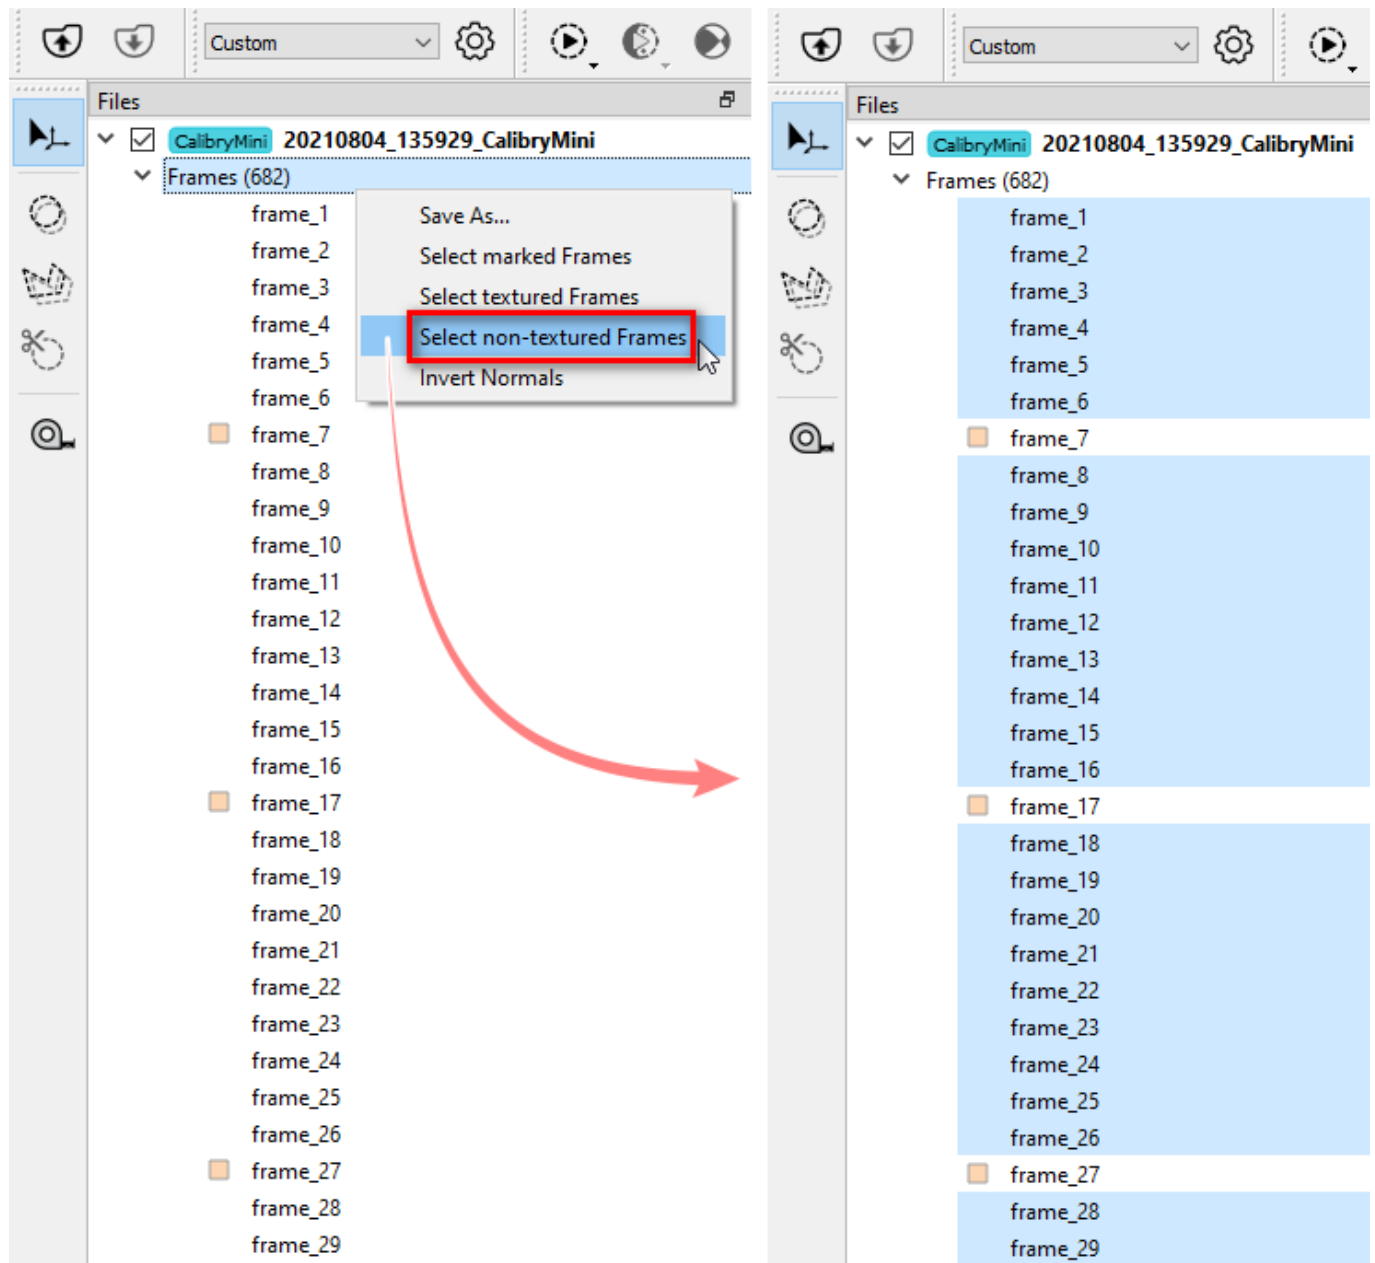 Custom
Files
CalibryMini 20210804_135929_CalibryMini
Frames (682)
frame_1
frame_2
frame_3
frame_4
frame_5
frame_6
frame_7
frame_8
frame_9
frame_10
frame_11
frame_12
frame_13
frame_14
frame_15
frame_16
frame_17
frame_18
frame_19
frame_20
frame_21
frame_22
frame_23
frame_24
frame_25
frame_26
frame_27
frame_28
frame_29
Save As...
Select marked Frames
Select textured Frames
Select non-textured Frames
Invert Normals
Custom
Files
CalibryMini 20210804_135929_CalibryMini
Frames (682)
frame_1
frame_2
frame_3
frame_4
frame_5
frame_6
frame_7
frame_8
frame_9
frame_10
frame_11
frame_12
frame_13
frame_14
frame_15
frame_16
frame_17
frame_18
frame_19
frame_20
frame_21
frame_22
frame_23
frame_24
frame_25
frame_26
frame_27
frame_28
frame_29